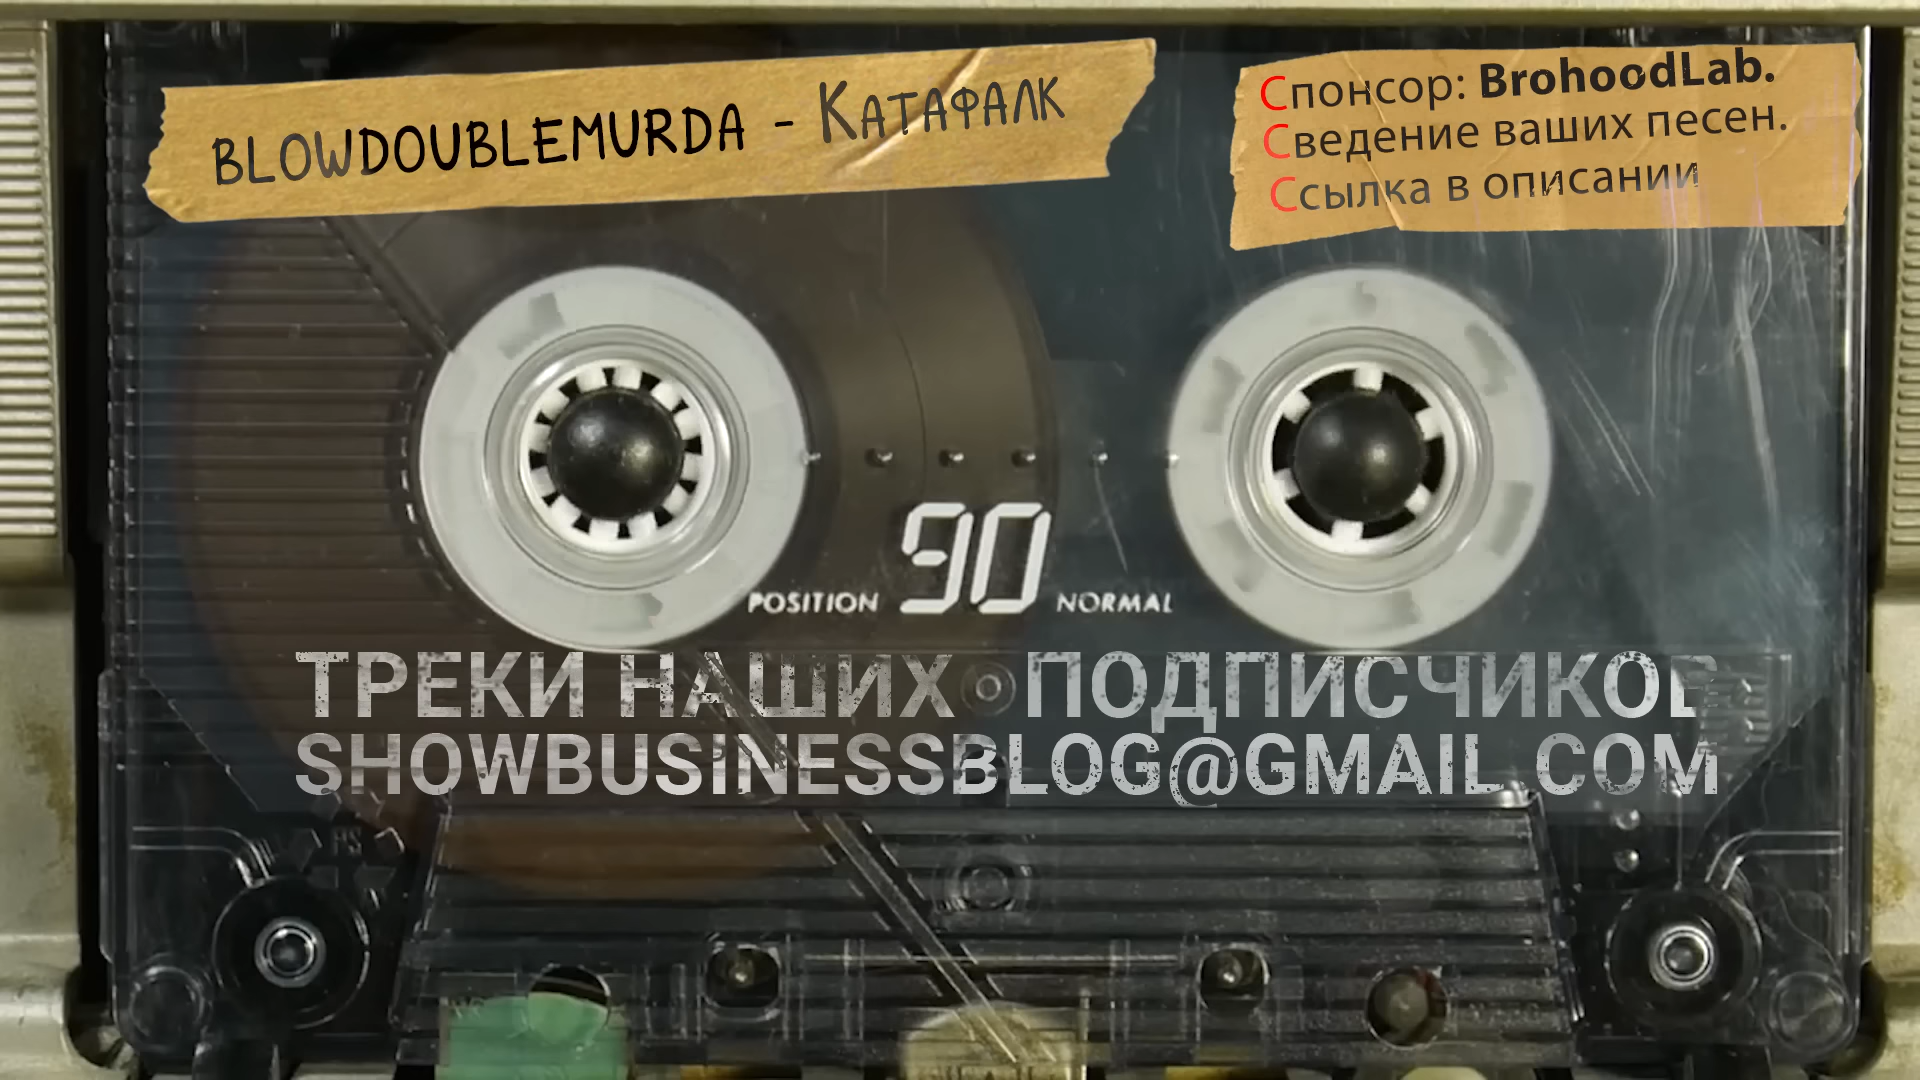 BLOWDOUBLEMURDA - КАТАФАЛК
Спонсор: BrohoodLab.
Сведение ваших песен.
Ссылка в описании
90
POSITION NORMAL
ТРЕКИ НАШИХ ПОДПИСЧИКОВ
SHOWBUSINESSBLOG@GMAIL.COM